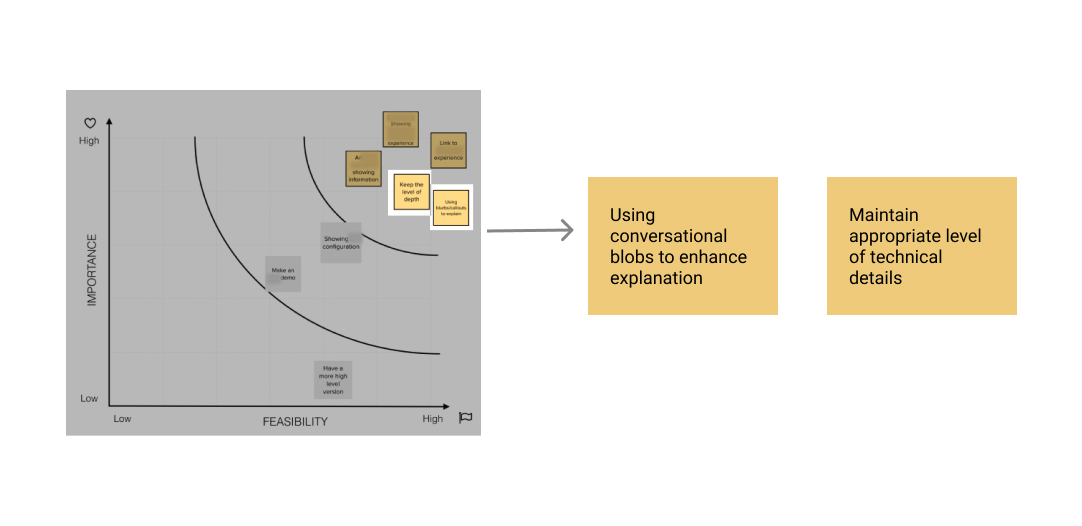 High
Showing
experience
Link to
experience
showing
information
Keep the
level of
depth
Using
blurbs/callouts
to explain
IMPORTANCE
Showing
configuration
Make an
demo
Have a
more high
level
version
Low
Low
FEASIBILITY
High
Using
conversational
blobs to enhance
explanation
Maintain
appropriate level
of technical
details